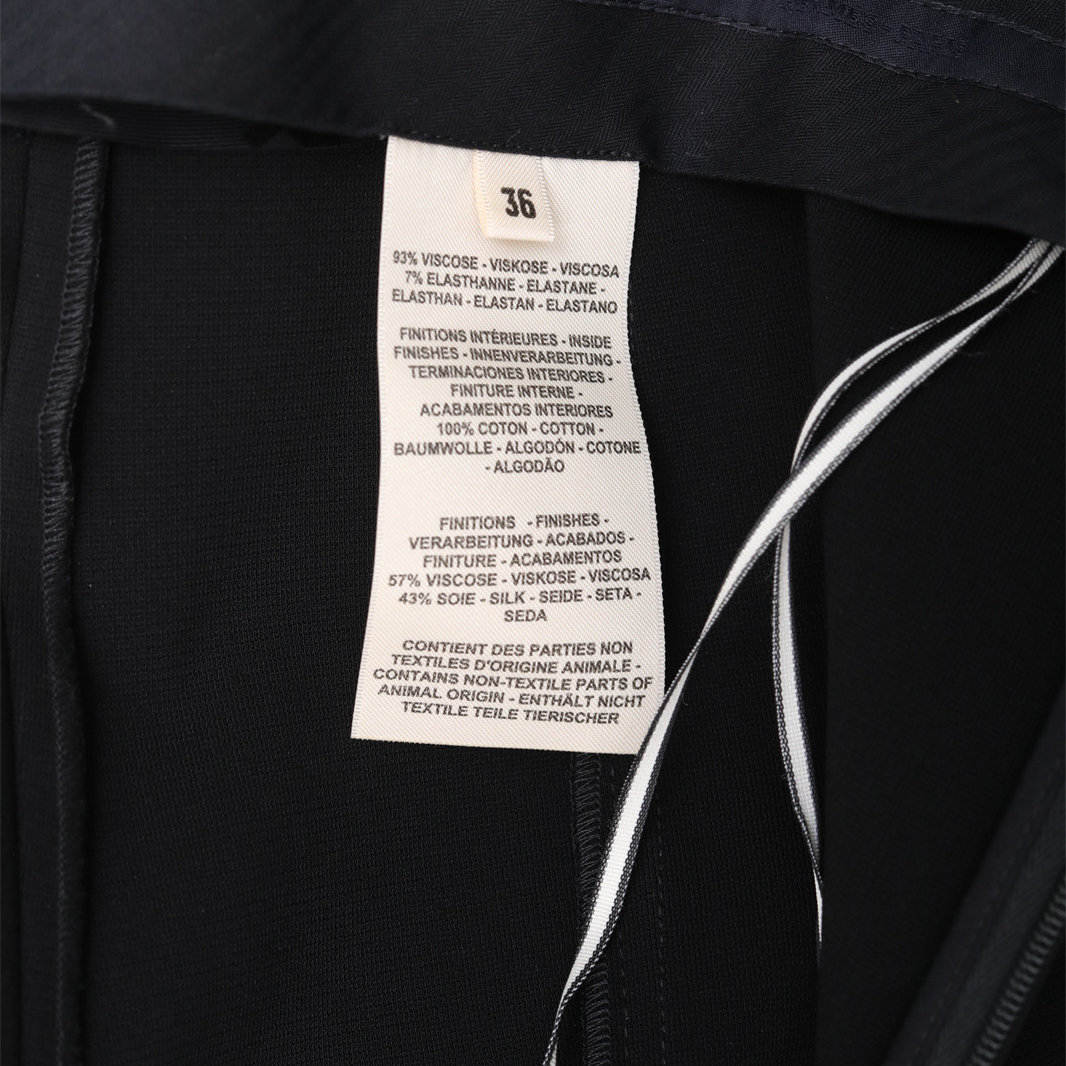 36
93% VISCOSE - VISKOSE - VISCOSA
7% ELASTHANNE - ELASTANE -
ELASTHAN - ELASTAN - ELASTANO
FINITIONS INTÉRIEURES - INSIDE
FINISHES - INNENVERARBEITUNG -
TERMINACIONES INTERIORES -
FINITURE INTERNE -
ACABAMENTOS INTERIORES
100% COTON - COTTON -
BAUMWOLLE - ALGODÓN - COTONE
- ALGODÃO
FINITIONS - FINISHES -
VERARBEITUNG - ACABADOS -
FINITURE - ACABAMENTOS
57% VISCOSE - VISKOSE - VISCOSA
43% SOIE - SILK - SEIDE - SETA -
SEDA
CONTIENT DES PARTIES NON
TEXTILES D'ORIGINE ANIMALE -
CONTAINS NON-TEXTILE PARTS OF
ANIMAL ORIGIN - ENTHÄLT NICHT
TEXTILE TEILE TIERISCHER